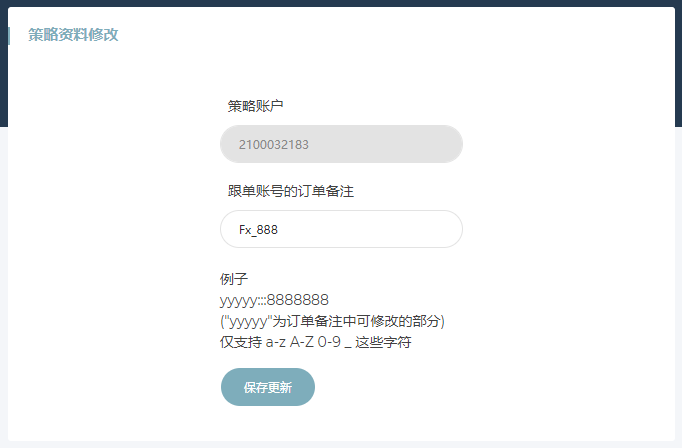 策略资料修改
策略账户
2100032183
跟单账号的订单备注
Fx_888
例子
yyyyy:::8888888
("yyyyy"为订单备注中可修改的部分)
仅支持 a-z A-Z 0-9 _ 这些字符
保存更新